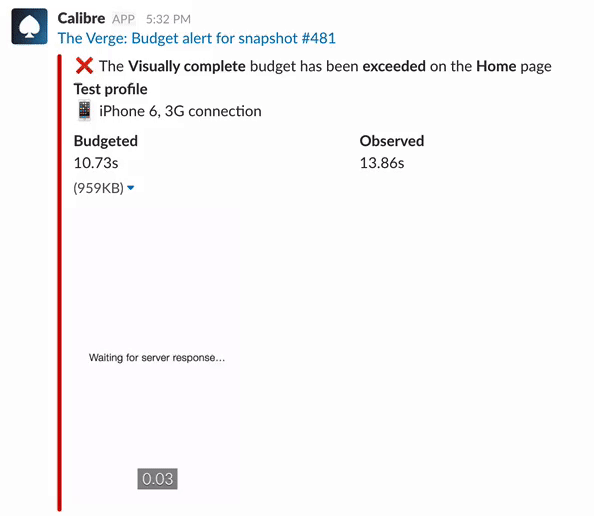 Calibre APP 5:32 PM
The Verge: Budget alert for snapshot #481
❌ The Visually complete budget has been exceeded on the Home page
Test profile
📱 iPhone 6, 3G connection
Budgeted Observed
10.73s 13.86s
(959KB)
Waiting for server response...
0.03